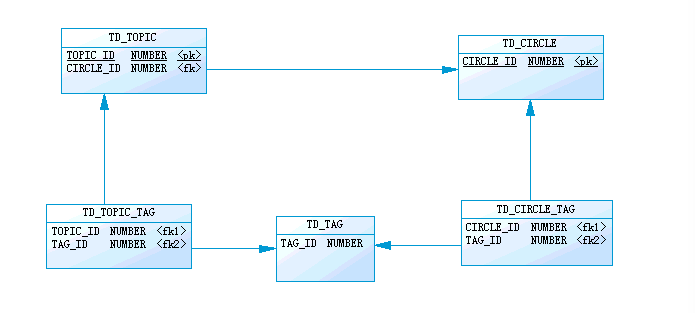 TD_TOPIC
TOPIC_ID NUMBER <pk>
CIRCLE_ID NUMBER <fk>
TD_CIRCLE
CIRCLE_ID NUMBER <pk>
TD_TOPIC_TAG
TOPIC_ID NUMBER <fk1>
TAG_ID NUMBER <fk2>
TD_TAG
TAG_ID NUMBER
TD_CIRCLE_TAG
CIRCLE_ID NUMBER <fk1>
TAG_ID NUMBER <fk2>